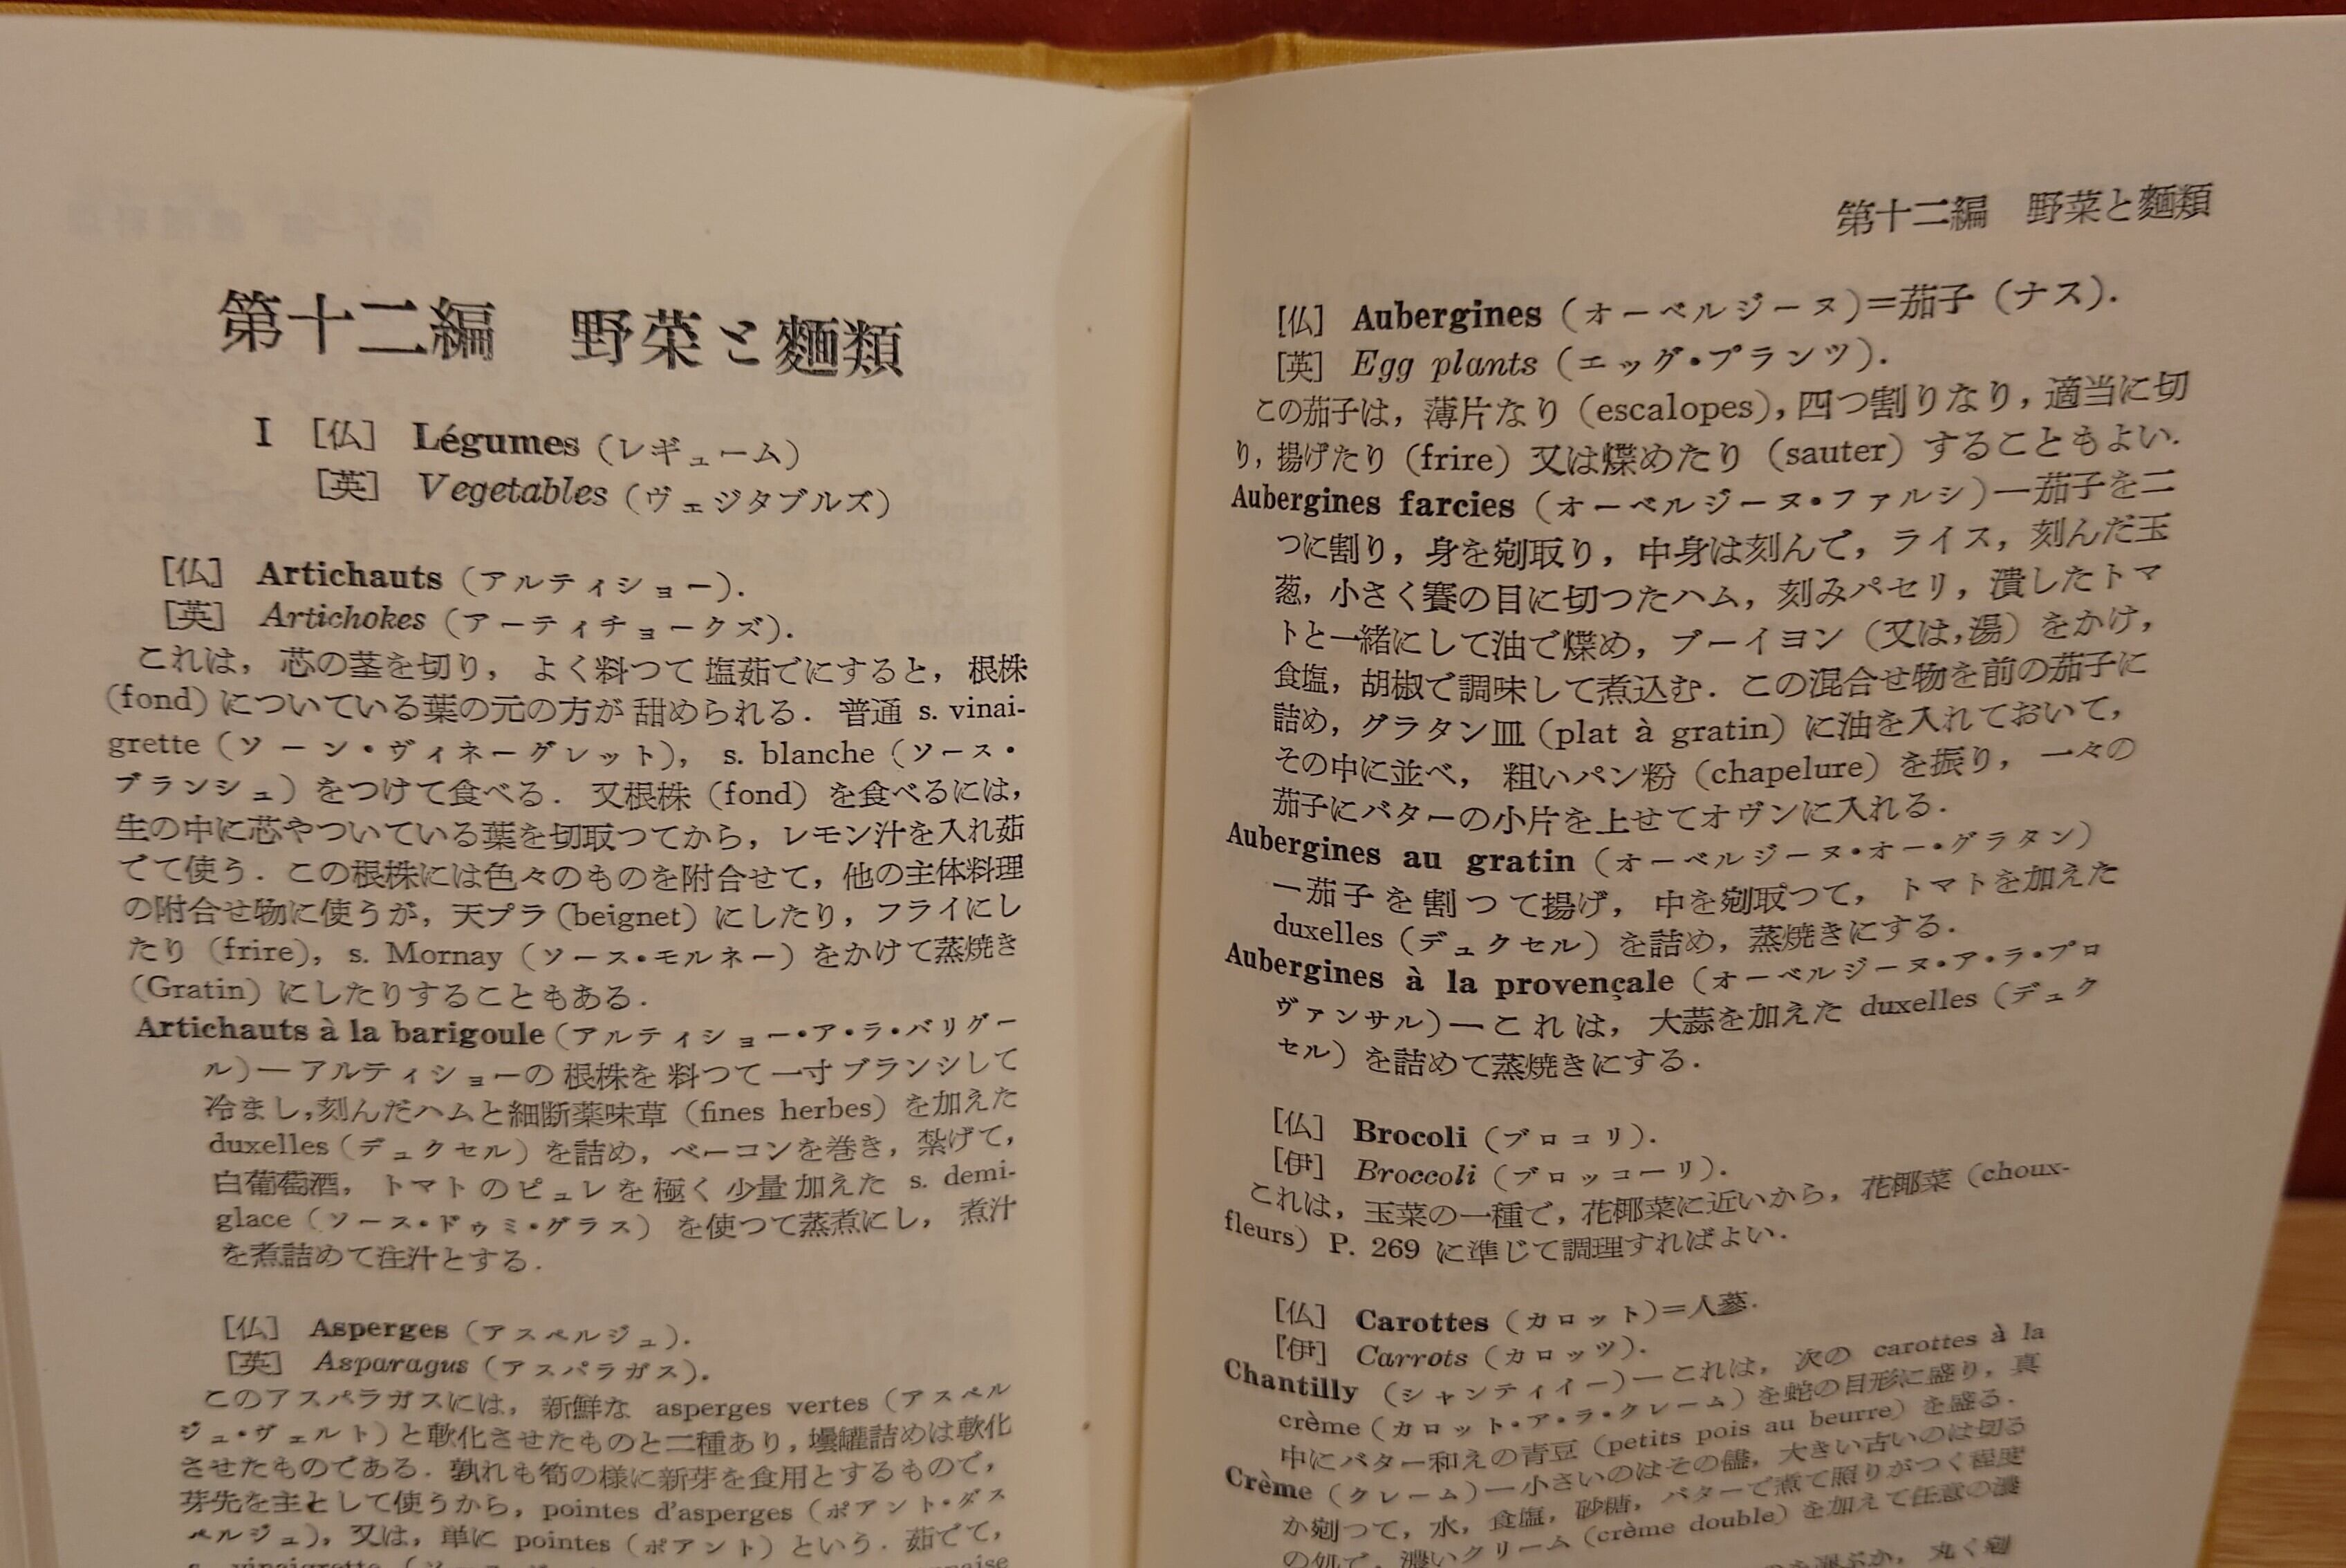 第十二編　野菜と麵類
I　[仏]　Légumes（レギューム）
[英]　Vegetables（ヴェジタブルズ）
[仏]　Artichauts（アルティショー）．
[英]　Artichokes（アーティチョークズ）．
これは，芯の茎を切り，よく料つて塩茹でにすると，根株
(fond) についている葉の元の方が甜められる．普通 s. vinai-
grette（ソーン・ヴィネーグレット），s. blanche（ソース・
ブランシュ）をつけて食べる．又根株（fond）を食べるには，
生の中に芯やついている葉を切取つてから，レモン汁を入れ茹
でて使う．この根株には色々のものを附合せて，他の主体料理
の附合せ物に使うが，天プラ（beignet）にしたり，フライにし
たり（frire），s. Mornay（ソース・モルネー）をかけて蒸焼き
（Gratin）にしたりすることもある．
Artichauts à la barigoule（アルティショー・ア・ラ・バリグー
ル）—アルティショーの根株を料つて一寸ブランシして
冷まし，刻んだハムと細断薬味草（fines herbes）を加えた
duxelles（デュクセル）を詰め，ベーコンを巻き，紮げて，
白葡萄酒，トマトのピュレを極く少量加えた s. demi-
glace（ソース・ドゥミ・グラス）を使つて蒸煮にし，煮汁
を煮詰めて注汁とする．
[仏]　Asperges（アスペルジュ）．
[英]　Asparagus（アスパラガス）．
このアスパラガスには，新鮮な asperges vertes（アスペル
ジュ・ヴェルト）と軟化させたものと二種あり，壜罐詰めは軟化
させたものである．孰れも筍の様に新芽を食用とするもので，
芽先を主として使うから，pointes d'asperges（ポアント・ダス
ペルジュ），又は，単に pointes（ポアント）という．茹でて，
s. vinaigrette
第十二編　野菜と麵類
[仏]　Aubergines（オーベルジーヌ）＝茄子（ナス）．
[英]　Egg plants（エッグ・プランツ）．
この茄子は，薄片なり（escalopes），四つ割りなり，適当に切
り，揚げたり（frire）又は煠めたり（sauter）することもよい．
Aubergines farcies（オーベルジーヌ・ファルシ）—茄子を二
つに割り，身を刳取り，中身は刻んで，ライス，刻んだ玉
葱，小さく賽の目に切つたハム，刻みパセリ，潰したトマ
トと一緒にして油で煠め，ブーイヨン（又は，湯）をかけ，
食塩，胡椒で調味して煮込む．この混合せ物を前の茄子に
詰め，グラタン皿（plat à gratin）に油を入れておいて，
その中に並べ，粗いパン粉（chapelure）を振り，一々の
茄子にバターの小片を上せてオヴンに入れる．
Aubergines au gratin（オーベルジーヌ・オー・グラタン）
—茄子を割つて揚げ，中を刳取つて，トマトを加えた
duxelles（デュクセル）を詰め，蒸焼きにする．
Aubergines à la provençale（オーベルジーヌ・ア・ラ・プロ
ヴァンサル）—これは，大蒜を加えた duxelles（デュク
セル）を詰めて蒸焼きにする．
[仏]　Brocoli（ブロコリ）．
[伊]　Broccoli（ブロッコーリ）．
これは，玉菜の一種で，花椰菜に近いから，花椰菜（choux-
fleurs）P. 269 に準じて調理すればよい．
[仏]　Carottes（カロット）＝人蔘．
[伊]　Carrots（カロッツ）．
Chantilly（シャンティイー）—これは，次の carottes à la
crème（カロット・ア・ラ・クレーム）を蛇の目形に盛り，真
中にバター和えの青豆（petits pois au beurre）を盛る．
Crème（クレーム）—小さいのはその儘，大きい古いのは切る
か刳つて，水，食塩，砂糖，バターで煮て照りがつく程度
の処で，濃いクリーム（crème double）を加えて任意の濃